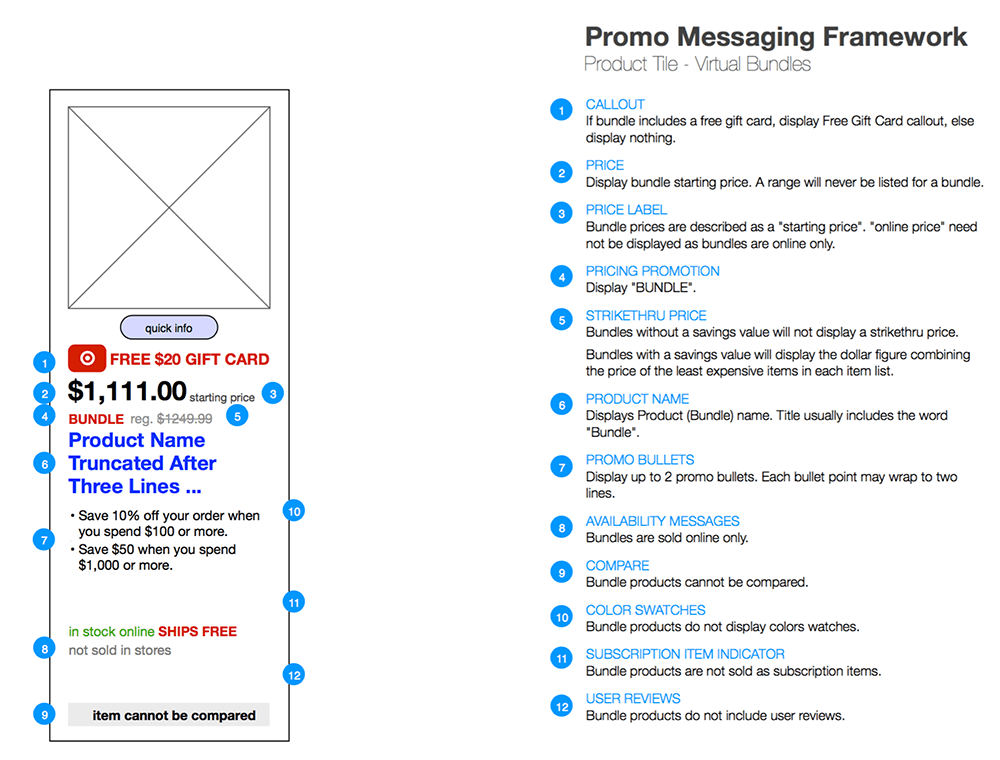 Promo Messaging Framework
Product Tile - Virtual Bundles
quick info
1
FREE $20 GIFT CARD
2
$1,111.00 starting price
3
4
BUNDLE reg. $1249.99
5
6
Product Name
Truncated After
Three Lines ...
7
• Save 10% off your order when
you spend $100 or more.
• Save $50 when you spend
$1,000 or more.
10
11
8
in stock online SHIPS FREE
not sold in stores
12
9
item cannot be compared
1
CALLOUT
If bundle includes a free gift card, display Free Gift Card callout, else
display nothing.
2
PRICE
Display bundle starting price. A range will never be listed for a bundle.
3
PRICE LABEL
Bundle prices are described as a "starting price". "online price" need
not be displayed as bundles are online only.
4
PRICING PROMOTION
Display "BUNDLE".
5
STRIKETHRU PRICE
Bundles without a savings value will not display a strikethru price.
Bundles with a savings value will display the dollar figure combining
the price of the least expensive items in each item list.
6
PRODUCT NAME
Displays Product (Bundle) name. Title usually includes the word
"Bundle".
7
PROMO BULLETS
Display up to 2 promo bullets. Each bullet point may wrap to two
lines.
8
AVAILABILITY MESSAGES
Bundles are sold online only.
9
COMPARE
Bundle products cannot be compared.
10
COLOR SWATCHES
Bundle products do not display colors watches.
11
SUBSCRIPTION ITEM INDICATOR
Bundle products are not sold as subscription items.
12
USER REVIEWS
Bundle products do not include user reviews.